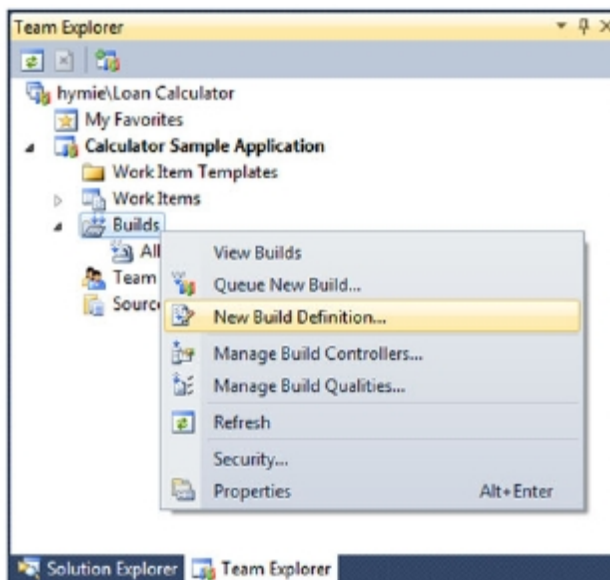 Team Explorer
hymie\Loan Calculator
My Favorites
Calculator Sample Application
Work Item Templates
Work Items
Builds
All
Team
Source
View Builds
Queue New Build...
New Build Definition...
Manage Build Controllers...
Manage Build Qualities...
Refresh
Security...
Properties Alt+Enter
Solution Explorer Team Explorer